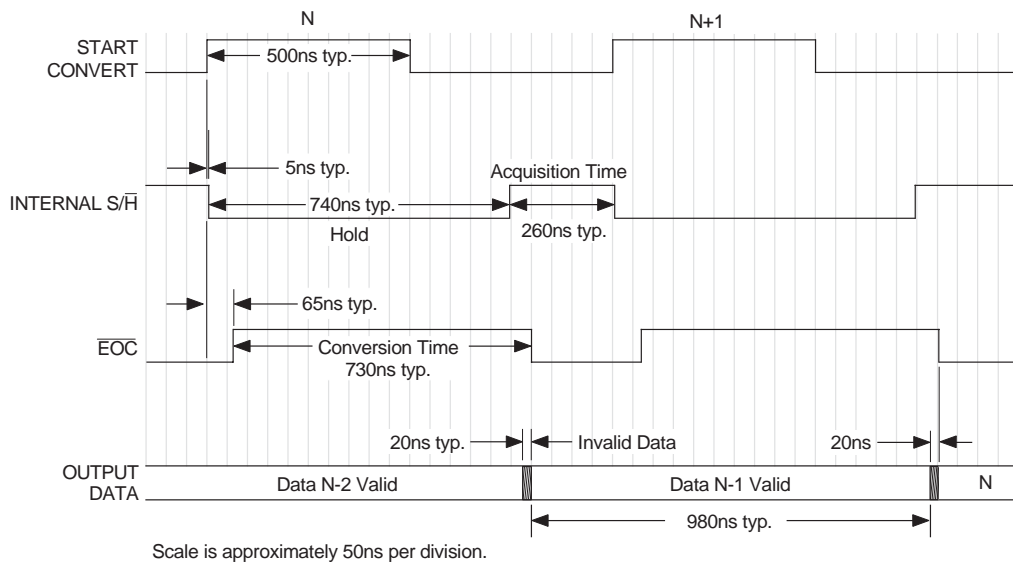 N
N+1
START
CONVERT
500ns typ.
5ns typ.
Acquisition Time
INTERNAL S/H̅
740ns typ.
Hold
260ns typ.
65ns typ.
E̅O̅C̅
Conversion Time
730ns typ.
20ns typ.
Invalid Data
20ns
OUTPUT
DATA
Data N-2 Valid
Data N-1 Valid
N
980ns typ.
Scale is approximately 50ns per division.